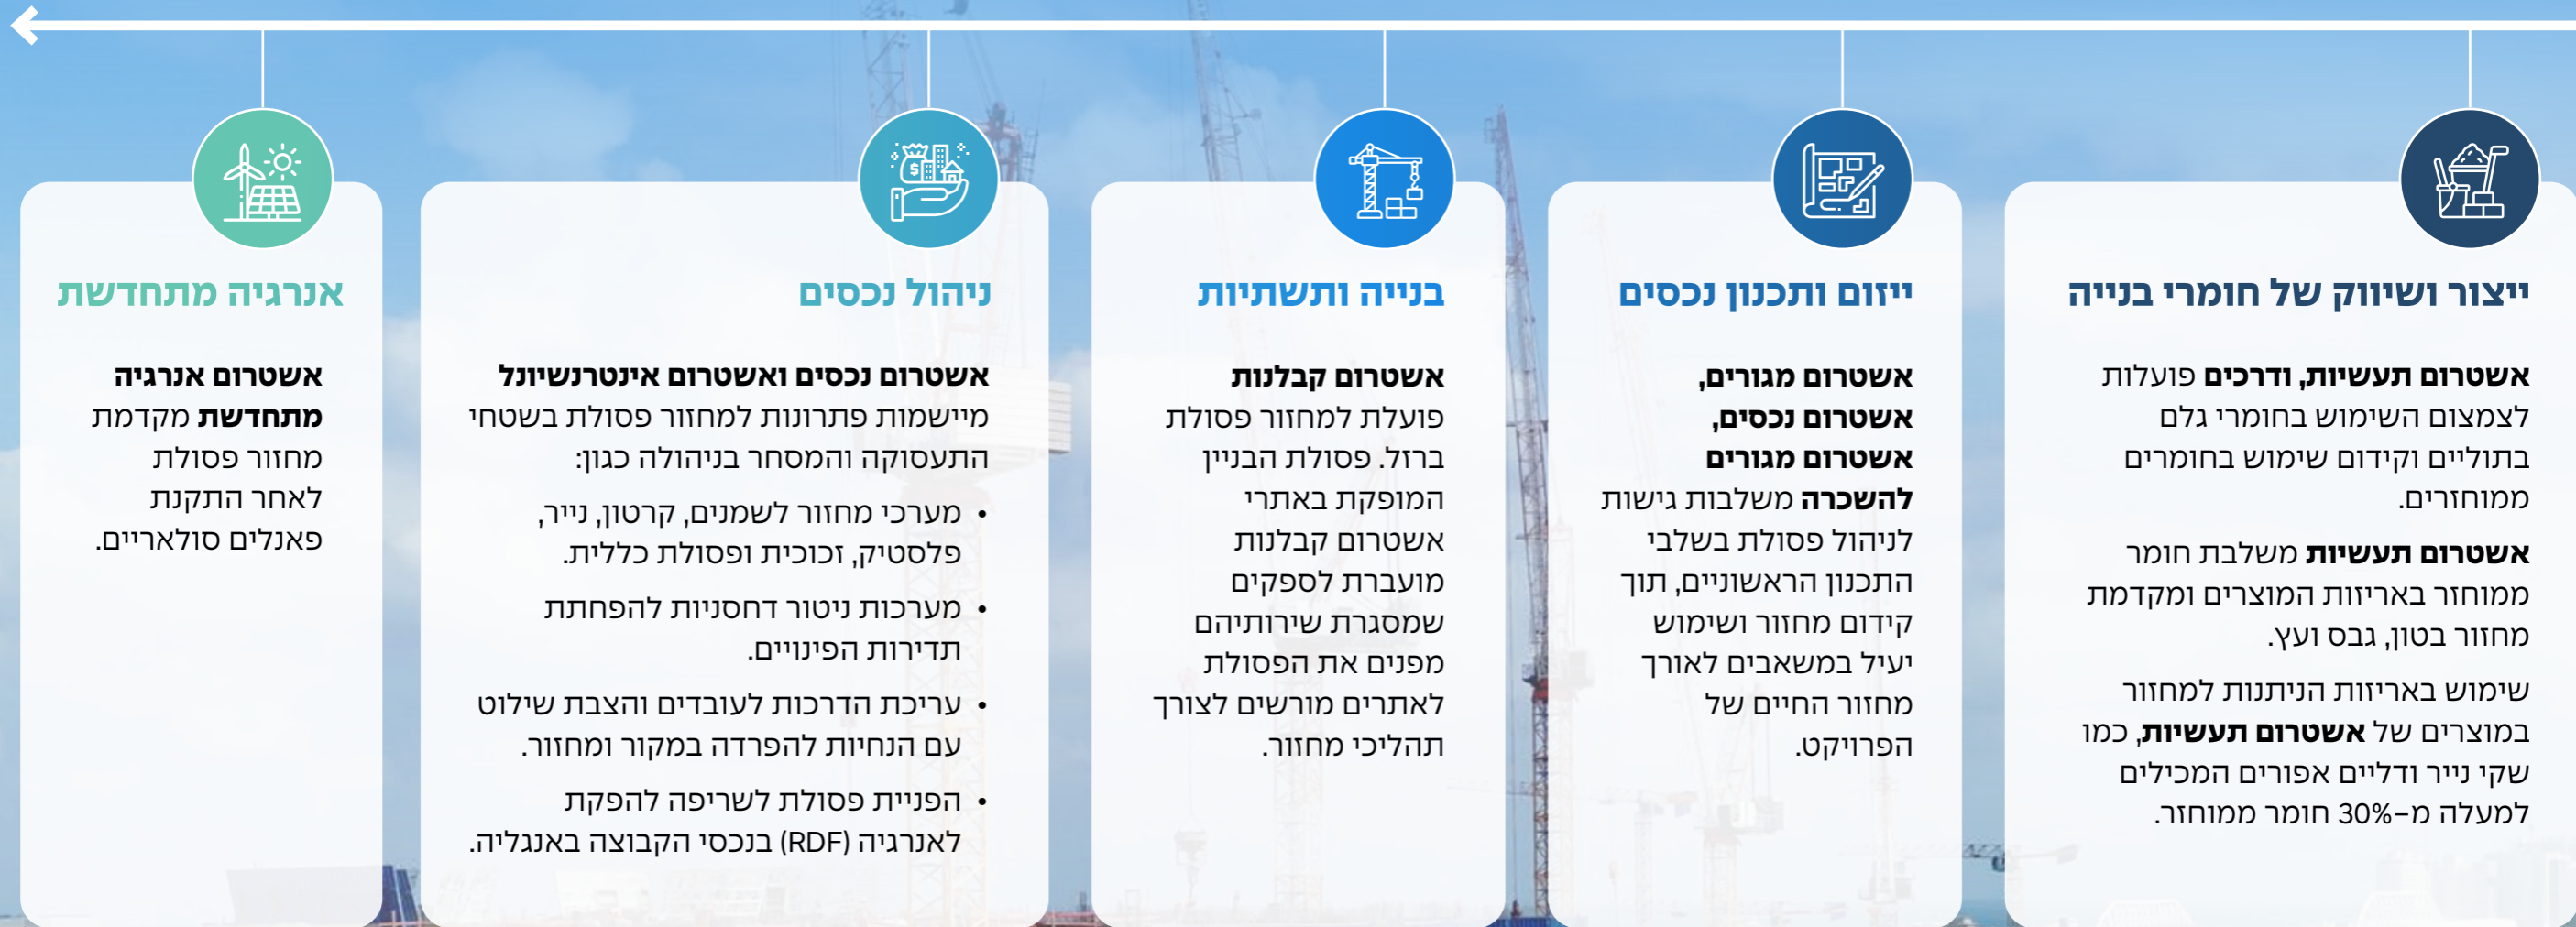 ייצור ושיווק של חומרי בנייה
אשטרום תעשיות, ודרכים פועלות
לצמצום השימוש בחומרי גלם
בתוליים וקידום שימוש בחומרים
ממוחזרים.
אשטרום תעשיות משלבת חומר
ממוחזר באריזות המוצרים ומקדמת
מחזור בטון, גבס ועץ.
שימוש באריזות הניתנות למחזור
במוצרים של אשטרום תעשיות, כמו
שקי נייר ודליים אפורים המכילים
למעלה מ-30% חומר ממוחזר.
ייזום ותכנון נכסים
אשטרום מגורים,
אשטרום נכסים,
אשטרום מגורים
להשכרה משלבות גישות
לניהול פסולת בשלבי
התכנון הראשוניים, תוך
קידום מחזור ושימוש
יעיל במשאבים לאורך
מחזור החיים של
הפרויקט.
בנייה ותשתיות
אשטרום קבלנות
פועלת למחזור פסולת
ברזל. פסולת הבניין
המופקת באתרי
אשטרום קבלנות
מועברת לספקים
שמסגרת שירותיהם
מפנים את הפסולת
לאתרים מורשים לצורך
תהליכי מחזור.
ניהול נכסים
אשטרום נכסים ואשטרום אינטרנשיונל
מיישמות פתרונות למחזור פסולת בשטחי
התעסוקה והמסחר בניהולה כגון:
• מערכי מחזור לשמנים, קרטון, נייר,
פלסטיק, זכוכית ופסולת כללית.
• מערכות ניטור דחסניות להפחתת
תדירות הפינויים.
• עריכת הדרכות לעובדים והצבת שילוט
עם הנחיות להפרדה במקור ומחזור.
• הפניית פסולת לשריפה להפקת
לאנרגיה (RDF) בנכסי הקבוצה באנגליה.
אנרגיה מתחדשת
אשטרום אנרגיה
מתחדשת מקדמת
מחזור פסולת
לאחר התקנת
פאנלים סולאריים.
$